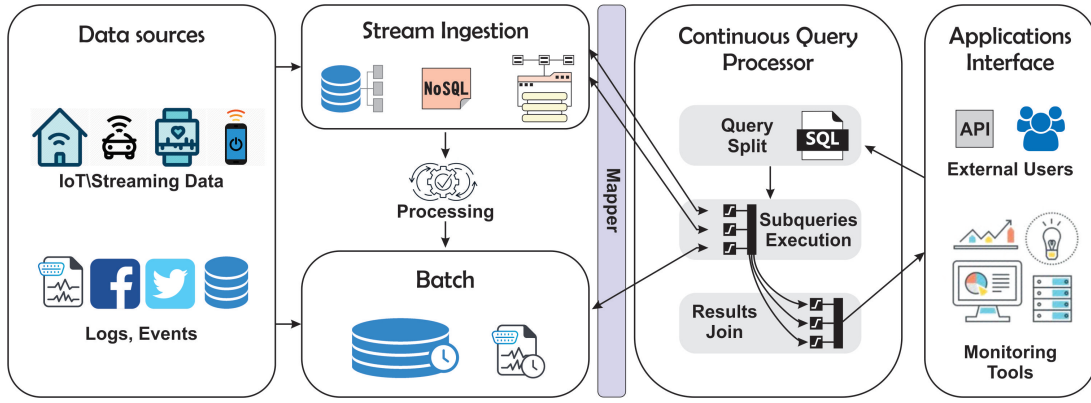 Data sources
IoT\Streaming Data
Logs, Events
Stream Ingestion
NoSQL
Processing
Batch
Mapper
Continuous Query
Processor
Query
Split
SQL
Subqueries
Execution
Results
Join
Applications
Interface
API
External Users
Monitoring
Tools